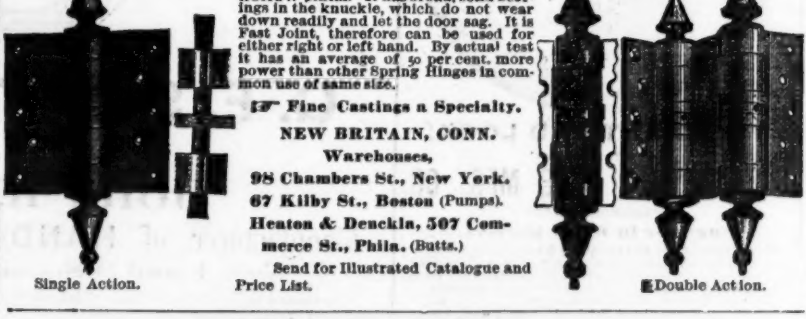 ings in the knuckle, which do not wear
down readily and let the door sag. It is
Fast Joint, therefore can be used for
either right or left hand. By actual test
it has an average of 50 per cent. more
power than other Spring Hinges in com-
mon use of same size.
☞ Fine Castings a Specialty.
NEW BRITAIN, CONN.
Warehouses,
98 Chambers St., New York.
67 Kilby St., Boston (Pumps).
Heaton & Denckla, 507 Com-
merce St., Phila. (Butts.)
Send for Illustrated Catalogue and
Price List.
Single Action.
Double Action.